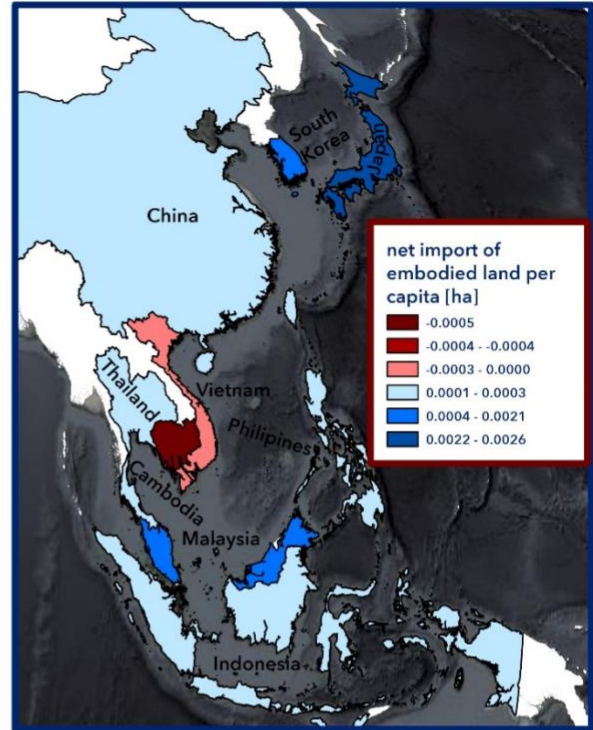 South
Korea
Japan
China
net import of
embodied land per
capita [ha]
-0.0005
-0.0004 - -0.0004
-0.0003 - 0.0000
0.0001 - 0.0003
0.0004 - 0.0021
0.0022 - 0.0026
Thailand
Vietnam
Philipines
Cambodia
Malaysia
Indonesia